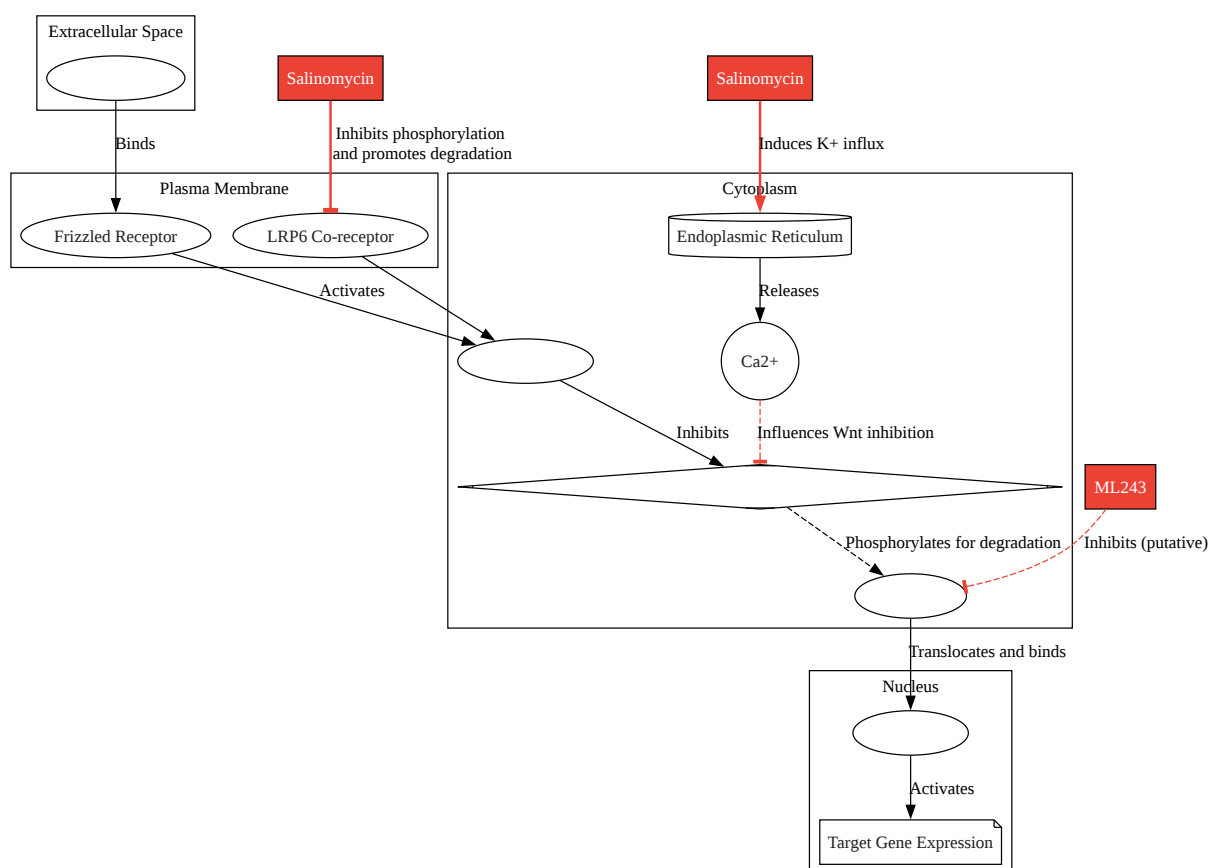 Extracellular Space
Salinomycin
Salinomycin
Binds
Inhibits phosphorylation
and promotes degradation
Induces K+ influx
Plasma Membrane
Cytoplasm
Frizzled Receptor
LRP6 Co-receptor
Endoplasmic Reticulum
Activates
Releases
Ca2+
Inhibits
Influences Wnt inhibition
ML243
Phosphorylates for degradation
Inhibits (putative)
Translocates and binds
Nucleus
Activates
Target Gene Expression